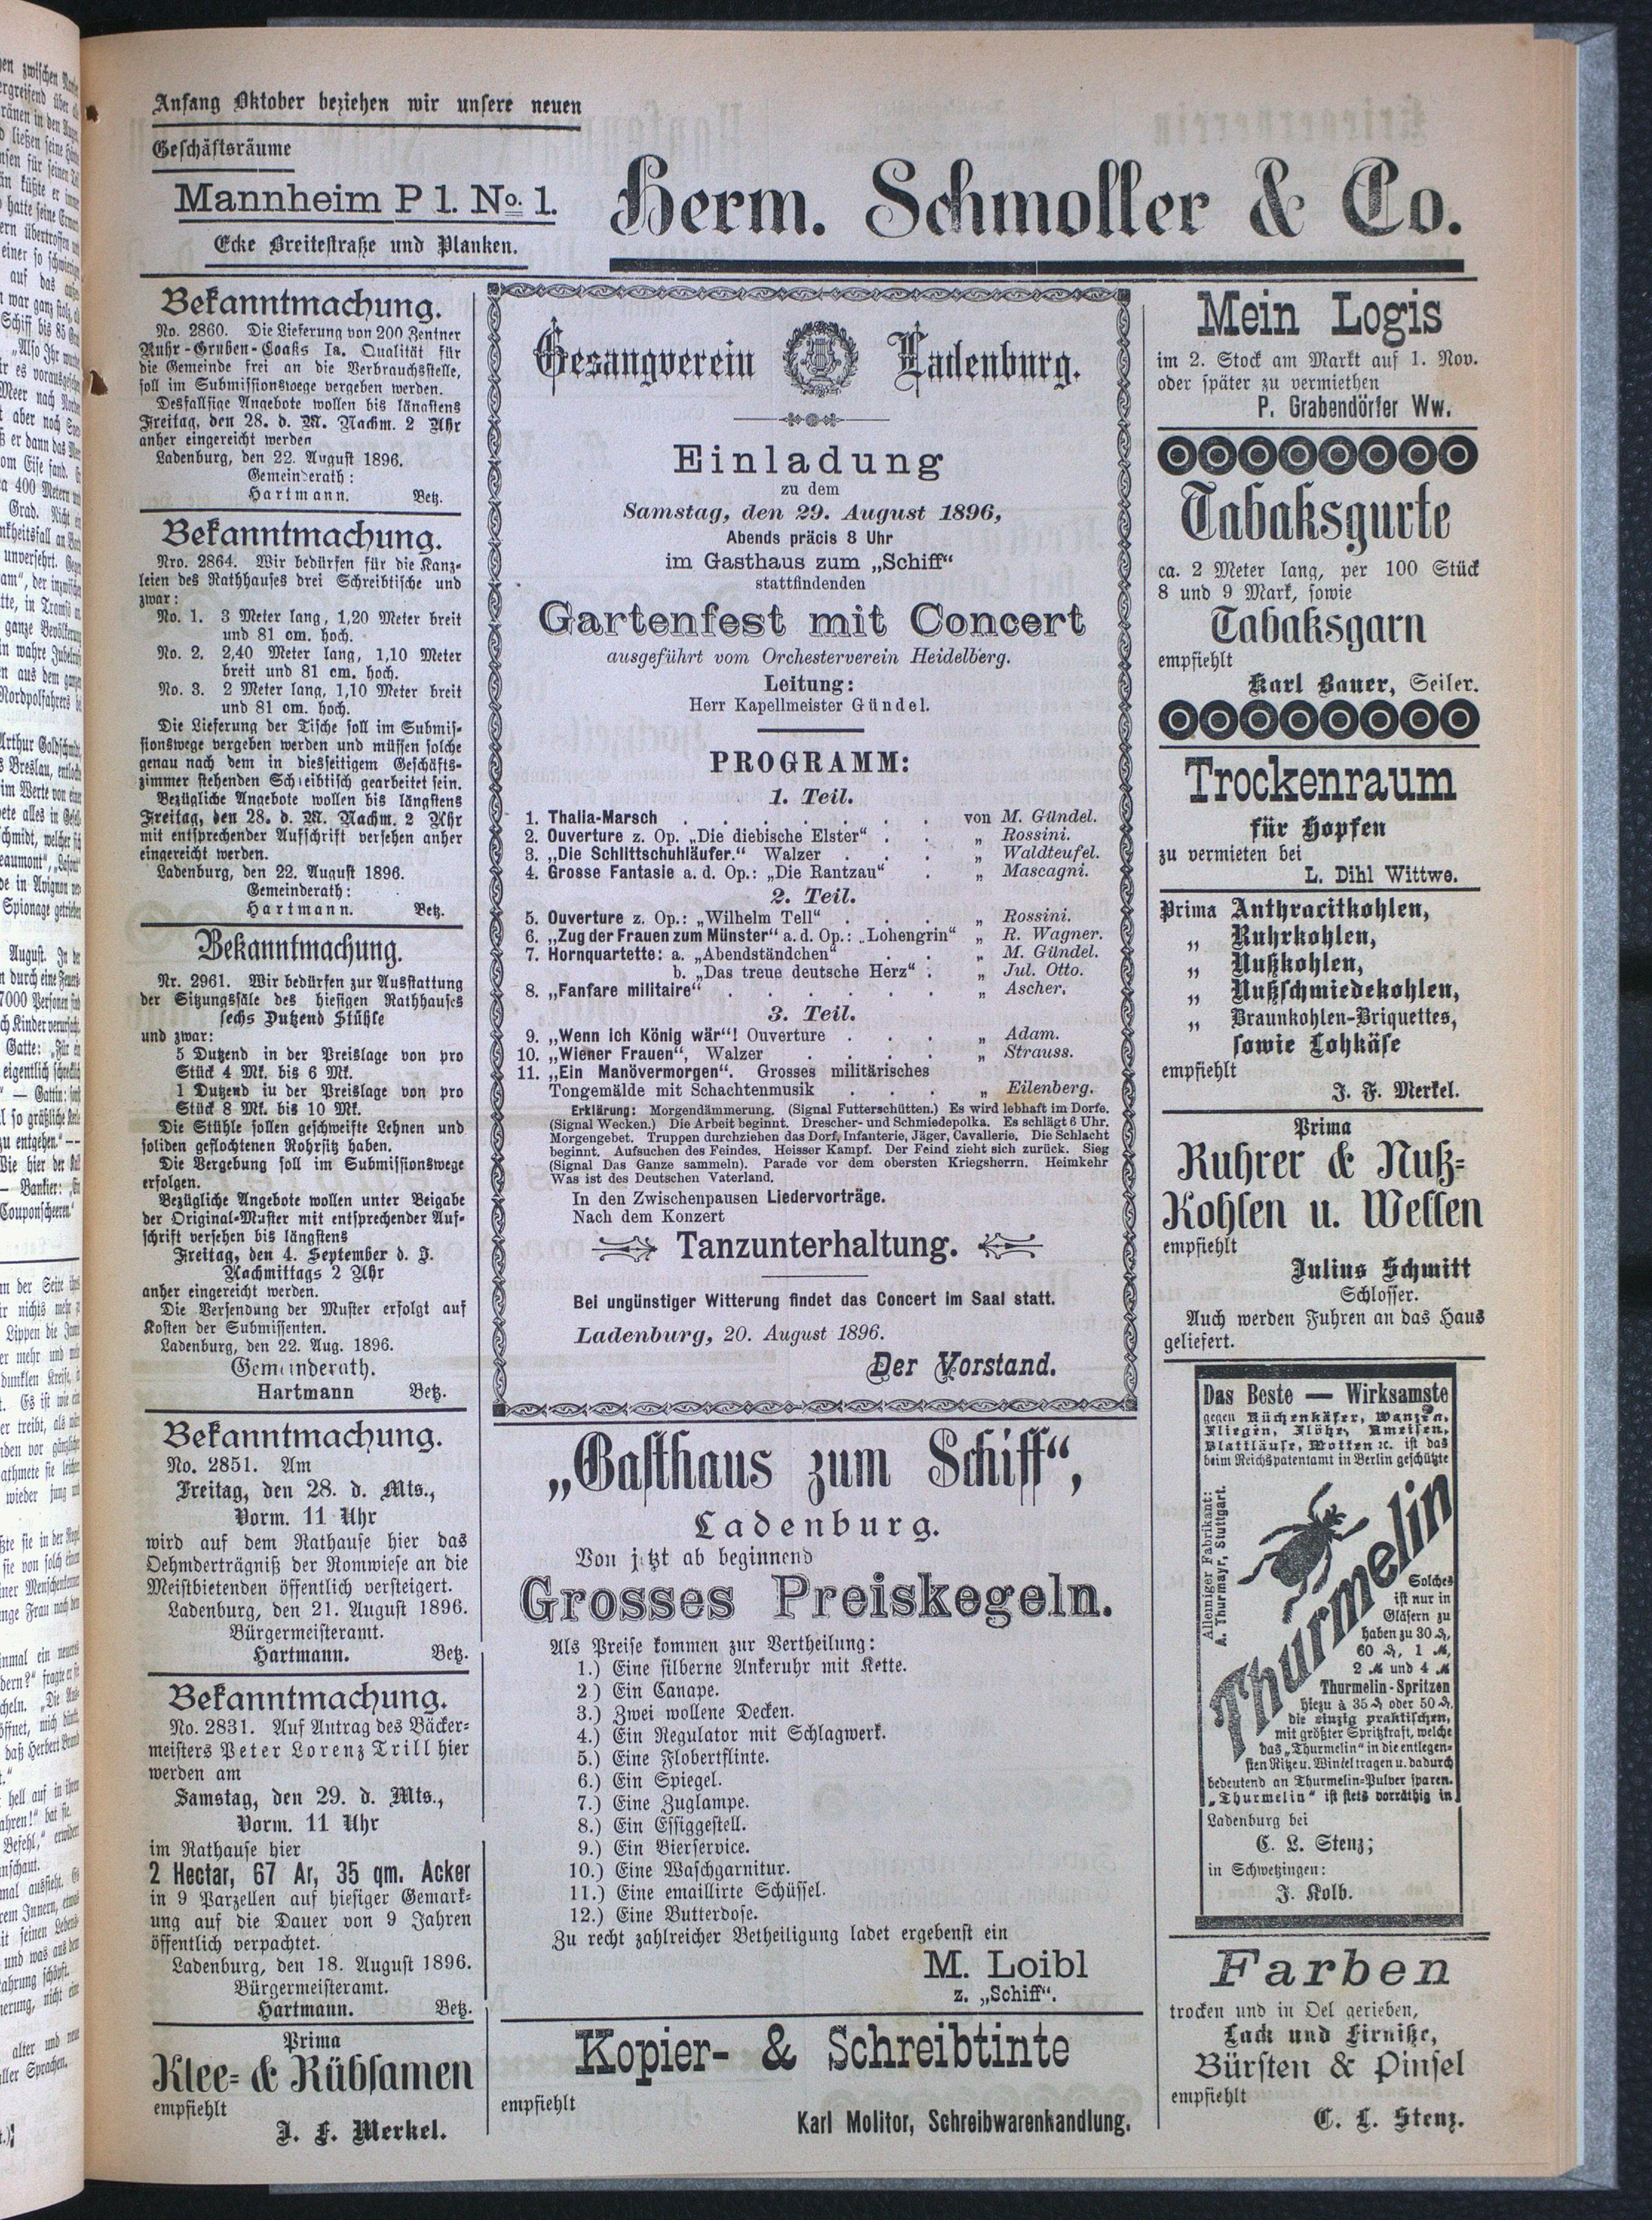 Anfang Oktober beziehen wir unsere neuen
Geschäftsräume
Mannheim P 1. No. 1.
Ecke Breitestraße und Planken.
Herm. Schmoller & Co.
Bekanntmachung.
No. 2860. Die Lieferung von 200 Zentner
Ruhr-Gruben-Coaks Ia. Qualität für
die Gemeinde frei an die Verbrauchsstelle,
soll im Submissionswege vergeben werden.
Desfallsige Angebote wollen bis längstens
Freitag, den 28. d. M. Nachm. 2 Uhr
anher eingereicht werden
Ladenburg, den 22. August 1896.
Gemeinderath:
Hartmann. Betz.
Bekanntmachung.
Nro. 2864. Wir bedürfen für die Kanz-
leien des Rathhauses drei Schreibtische und
zwar:
No. 1. 3 Meter lang, 1,20 Meter breit
und 81 cm. hoch.
No. 2. 2,40 Meter lang, 1,10 Meter
breit und 81 cm. hoch.
No. 3. 2 Meter lang, 1,10 Meter breit
und 81 cm. hoch.
Die Lieferung der Tische soll im Submis-
sionswege vergeben werden und müssen solche
genau nach dem in diesseitigem Geschäfts-
zimmer stehenden Schreibtisch gearbeitet sein.
Bezügliche Angebote wollen bis längstens
Freitag, den 28. d. M. Nachm. 2 Uhr
mit entsprechender Aufschrift versehen anher
eingereicht werden.
Ladenburg, den 22. August 1896.
Gemeinderath:
Hartmann. Betz.
Bekanntmachung.
Nr. 2961. Wir bedürfen zur Ausstattung
der Sitzungssäle des hiesigen Rathhauses
sechs Dutzend Stühle
und zwar:
5 Dutzend in der Preislage von pro
Stück 4 Mk. bis 6 Mk.
1 Dutzend iu der Preislage von pro
Stück 8 Mk. bis 10 Mk.
Die Stühle sollen geschweifte Lehnen und
soliden geflochtenen Rohrsitz haben.
Die Vergebung soll im Submissionswege
erfolgen.
Bezügliche Angebote wollen unter Beigabe
der Original-Muster mit entsprechender Auf-
schrift versehen bis längstens
Freitag, den 4. September d. J.
Nachmittags 2 Uhr
anher eingereicht werden.
Die Versendung der Muster erfolgt auf
Kosten der Submissenten.
Ladenburg, den 22. Aug. 1896.
Gemeinderath.
Hartmann Betz.
Bekanntmachung.
No. 2851. Am
Freitag, den 28. d. Mts.,
Vorm. 11 Uhr
wird auf dem Rathause hier das
Oehmderträgniß der Romwiese an die
Meistbietenden öffentlich versteigert.
Ladenburg, den 21. August 1896.
Bürgermeisteramt.
Hartmann. Betz.
Bekanntmachung.
No. 2831. Auf Antrag des Bäcker-
meisters Peter Lorenz Trill hier
werden am
Samstag, den 29. d. Mts.,
Vorm. 11 Uhr
im Rathause hier
2 Hectar, 67 Ar, 35 qm. Acker
in 9 Parzellen auf hiesiger Gemark-
ung auf die Dauer von 9 Jahren
öffentlich verpachtet.
Ladenburg, den 18. August 1896.
Bürgermeisteramt.
Hartmann. Betz.
Prima
Klee- & Rübsamen
empfiehlt
J. F. Merkel.
Gesangverein Ladenburg.
Einladung
zu dem
Samstag, den 29. August 1896,
Abends präcis 8 Uhr
im Gasthaus zum „Schiff“
stattfindenden
Gartenfest mit Concert
ausgeführt vom Orchesterverein Heidelberg.
Leitung:
Herr Kapellmeister Gündel.
PROGRAMM:
1. Teil.
1. Thalia-Marsch . . . . . . . . von M. Gündel.
2. Ouverture z. Op. „Die diebische Elster“ . . . „ Rossini.
3. „Die Schlittschuhläufer.“ Walzer . . . „ Waldteufel.
4. Grosse Fantasie a. d. Op.: „Die Rantzau“ . „ Mascagni.
2. Teil.
5. Ouverture z. Op.: „Wilhelm Tell“ . . . . „ Rossini.
6. „Zug der Frauen zum Münster“ a. d. Op.: „Lohengrin“ „ R. Wagner.
7. Hornquartette: a. „Abendständchen“ . . „ M. Gündel.
b. „Das treue deutsche Herz“ . „ Jul. Otto.
8. „Fanfare militaire“ . . . . . . „ Ascher.
3. Teil.
9. „Wenn ich König wär“! Ouverture . . . „ Adam.
10. „Wiener Frauen“, Walzer . . . . . „ Strauss.
11. „Ein Manövermorgen“. Grosses militärisches
Tongemälde mit Schachtenmusik . . . „ Eilenberg.
Erklärung: Morgendämmerung. (Signal Futterschütten.) Es wird lebhaft im Dorfe.
(Signal Wecken.) Die Arbeit beginnt. Drescher- und Schmiedepolka. Es schlägt 6 Uhr.
Morgengebet. Truppen durchziehen das Dorf, Infanterie, Jäger, Cavallerie. Die Schlacht
beginnt. Aufsuchen des Feindes. Heisser Kampf. Der Feind zieht sich zurück. Sieg
(Signal Das Ganze sammeln). Parade vor dem obersten Kriegsherrn. Heimkehr
Was ist des Deutschen Vaterland.
In den Zwischenpausen Liedervorträge.
Nach dem Konzert
Tanzunterhaltung.
Bei ungünstiger Witterung findet das Concert im Saal statt.
Ladenburg, 20. August 1896.
Der Vorstand.
„Gasthaus zum Schiff“,
Ladenburg.
Von jetzt ab beginnend
Grosses Preiskegeln.
Als Preise kommen zur Vertheilung:
1.) Eine silberne Ankeruhr mit Kette.
2) Ein Canape.
3.) Zwei wollene Decken.
4.) Ein Regulator mit Schlagwerk.
5.) Eine Flobertflinte.
6.) Ein Spiegel.
7.) Eine Zuglampe.
8.) Ein Essiggestell.
9.) Ein Bierservice.
10.) Eine Waschgarnitur.
11.) Eine emaillirte Schüssel.
12.) Eine Butterdose.
Zu recht zahlreicher Betheiligung ladet ergebenst ein
M. Loibl
z. „Schiff“.
Kopier- & Schreibtinte
empfiehlt
Karl Molitor, Schreibwarenhandlung.
Mein Logis
im 2. Stock am Markt auf 1. Nov.
oder später zu vermiethen
P. Grabendörfer Ww.
Tabaksgurte
ca. 2 Meter lang, per 100 Stück
8 und 9 Mark, sowie
Tabaksgarn
empfiehlt
Karl Bauer, Seiler.
Trockenraum
für Hopfen
zu vermieten bei
L. Dihl Wittwe.
Prima Anthracitkohlen,
„ Ruhrkohlen,
„ Nußkohlen,
„ Nußschmiedekohlen,
„ Braunkohlen-Briquettes,
sowie Lohkäse
empfiehlt
J. F. Merkel.
Prima
Ruhrer & Nuß-
Kohlen u. Wellen
empfiehlt
Julius Schmitt
Schlosser.
Auch werden Fuhren an das Haus
geliefert.
Das Beste — Wirksamste
gegen Küchenkäfer, Wanzen,
Fliegen, Flöhe, Ameisen,
Blattläuse, Motten ꝛc. ist das
beim Reichspatentamt in Berlin geschützte
Alleiniger Fabrikant:
A. Thurmayr, Stuttgart.
Thurmelin
Solches
ist nur in
Gläsern zu
haben zu 30 ₰,
60 ₰, 1 ℳ,
2 ℳ und 4 ℳ
Thurmelin-Spritzen
hiezu à 35 ₰ oder 50 ₰,
die einzig praktischen,
mit größter Spritzkraft, welche
das „Thurmelin“ in die entlegen-
sten Ritze u. Winkel tragen u. dadurch
bedeutend an Thurmelin-Pulver sparen.
„Thurmelin“ ist stets vorräthig in
Ladenburg bei
C. L. Stenz;
in Schwetzingen:
J. Kolb.
Farben
trocken und in Oel gerieben,
Lack und Firniße,
Bürsten & Pinsel
empfiehlt
C. L. Stenz.